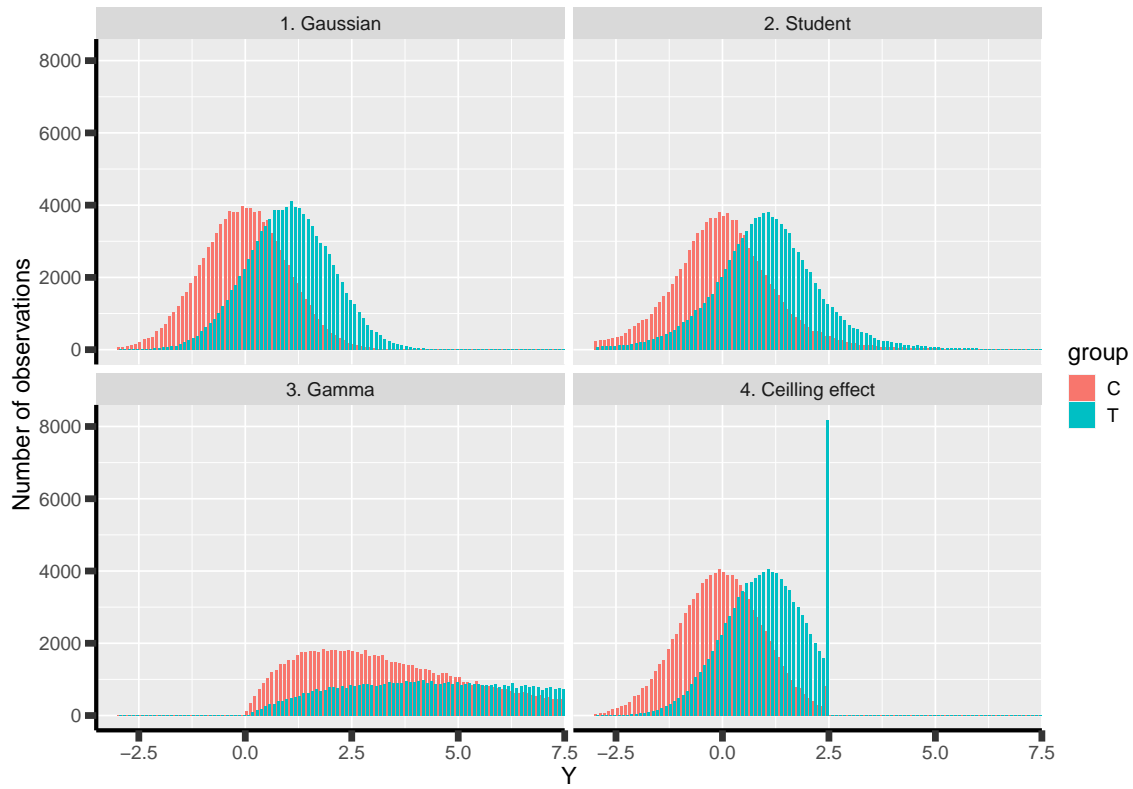 1. Gaussian
2. Student
8000
6000
4000
2000
0
3. Gamma
4. Ceilling effect
8000
6000
4000
2000
0
−2.5 0.0 2.5 5.0 7.5
−2.5 0.0 2.5 5.0 7.5
Y
Number of observations
group
C
T